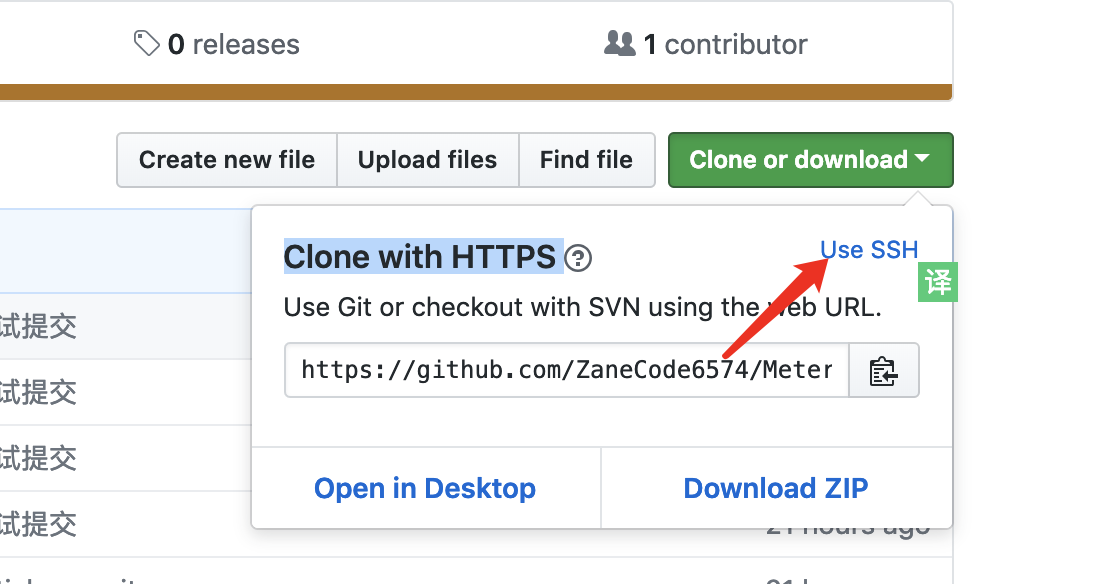 0 releases
1 contributor
Create new file
Upload files
Find file
Clone or download
Clone with HTTPS
Use SSH
译
Use Git or checkout with SVN using the web URL.
试提交
https://github.com/ZaneCode6574/Meter
试提交
试提交
Open in Desktop
Download ZIP
试提交
21 hours ago